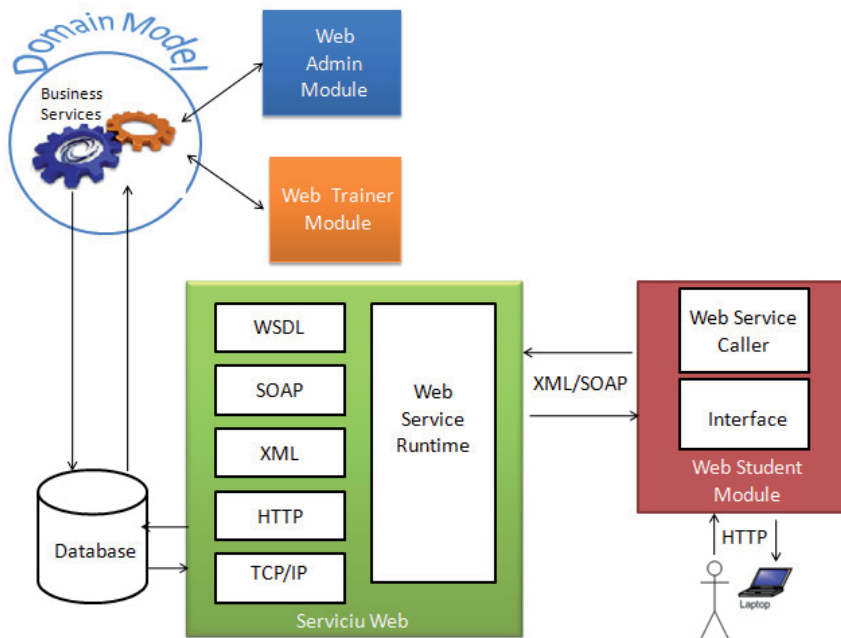 Domain Model
Business
Services
Web
Admin
Module
Web Trainer
Module
WSDL
SOAP
XML
HTTP
TCP/IP
Web
Service
Runtime
Serviciu Web
Database
XML/SOAP
Web Service
Caller
Interface
Web Student
Module
HTTP
Laptop